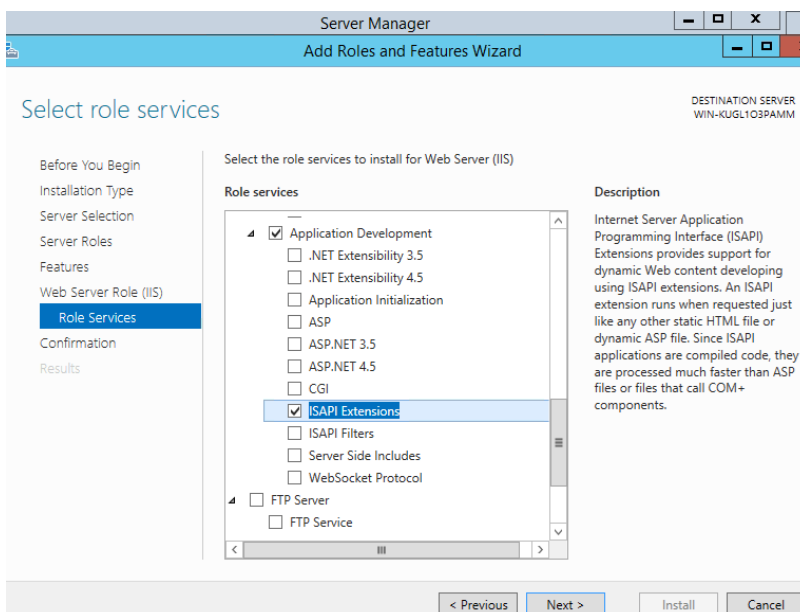 Server Manager
Add Roles and Features Wizard
Select role services
DESTINATION SERVER
WIN-KUGL1O3PAMM
Before You Begin
Installation Type
Server Selection
Server Roles
Features
Web Server Role (IIS)
Role Services
Confirmation
Results
Select the role services to install for Web Server (IIS)
Role services
Application Development
.NET Extensibility 3.5
.NET Extensibility 4.5
Application Initialization
ASP
ASP.NET 3.5
ASP.NET 4.5
CGI
ISAPI Extensions
ISAPI Filters
Server Side Includes
WebSocket Protocol
FTP Server
FTP Service
Description
Internet Server Application
Programming Interface (ISAPI)
Extensions provides support for
dynamic Web content developing
using ISAPI extensions. An ISAPI
extension runs when requested just
like any other static HTML file or
dynamic ASP file. Since ISAPI
applications are compiled code, they
are processed much faster than ASP
files or files that call COM+
components.
< Previous
Next >
Install
Cancel